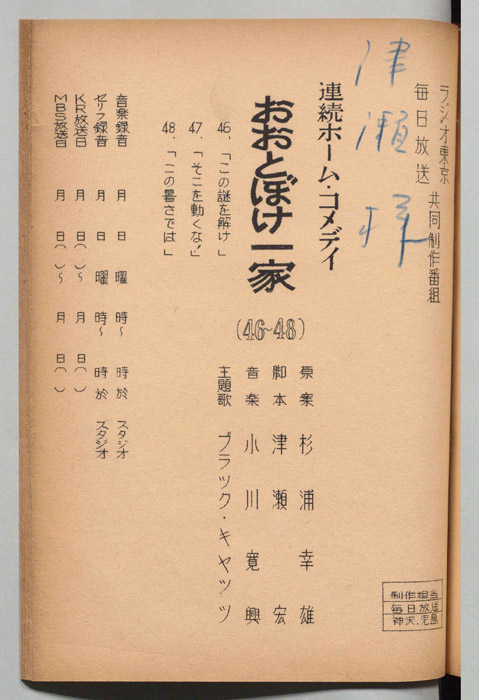 津瀬様
ラジオ東京
毎日放送
共同制作番組
連続ホーム・コメデイ
おおとぼけ一家
(46~48)
46.「この謎を解け」
47.「そこを動くな!」
48.「この暑さでは」
原案 杉浦幸雄
脚本 津瀬宏
音楽 小川寛興
主題歌 ブラック・キャッツ
音楽録音 月 日 曜 時~ 時 於 スタジオ
セリフ録音 月 日 曜 時~ 時 於 スタジオ
KR放送日 月 日( )~ 月 日( )
MBS放送日 月 日( )~ 月 日( )
制作担当
毎日放送
神沢,児島